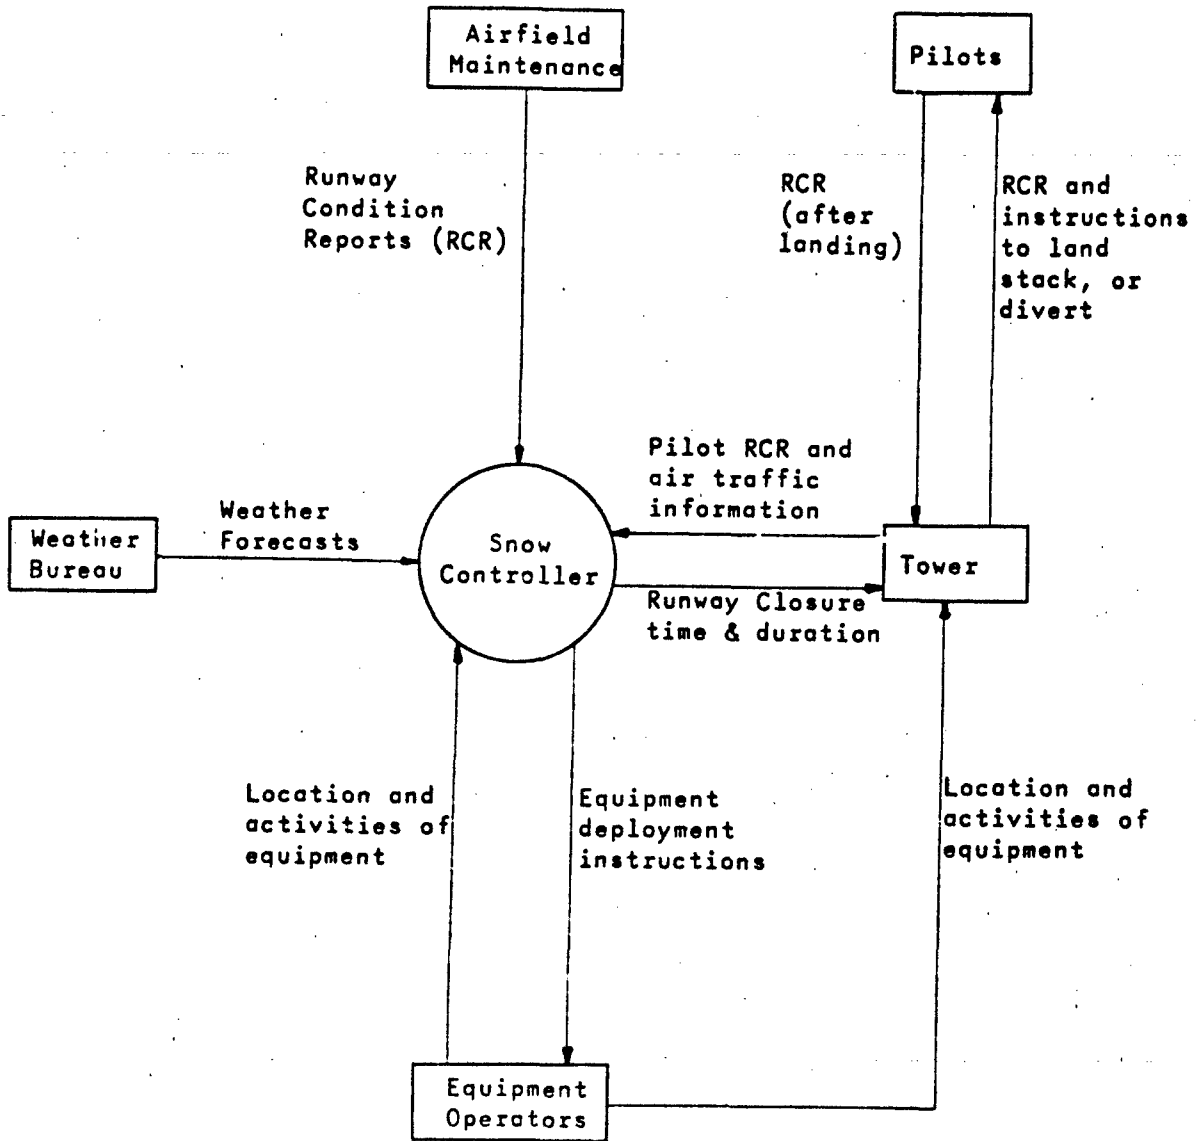 Airfield
Maintenance
Pilots
Runway
Condition
Reports (RCR)
RCR
(after
landing)
RCR and
instructions
to land
stack, or
divert
Pilot RCR and
air traffic
information
Weather
Forecasts
Weather
Bureau
Snow
Controller
Tower
Runway Closure
time & duration
Location and
activities of
equipment
Equipment
deployment
instructions
Location and
activities of
equipment
Equipment
Operators